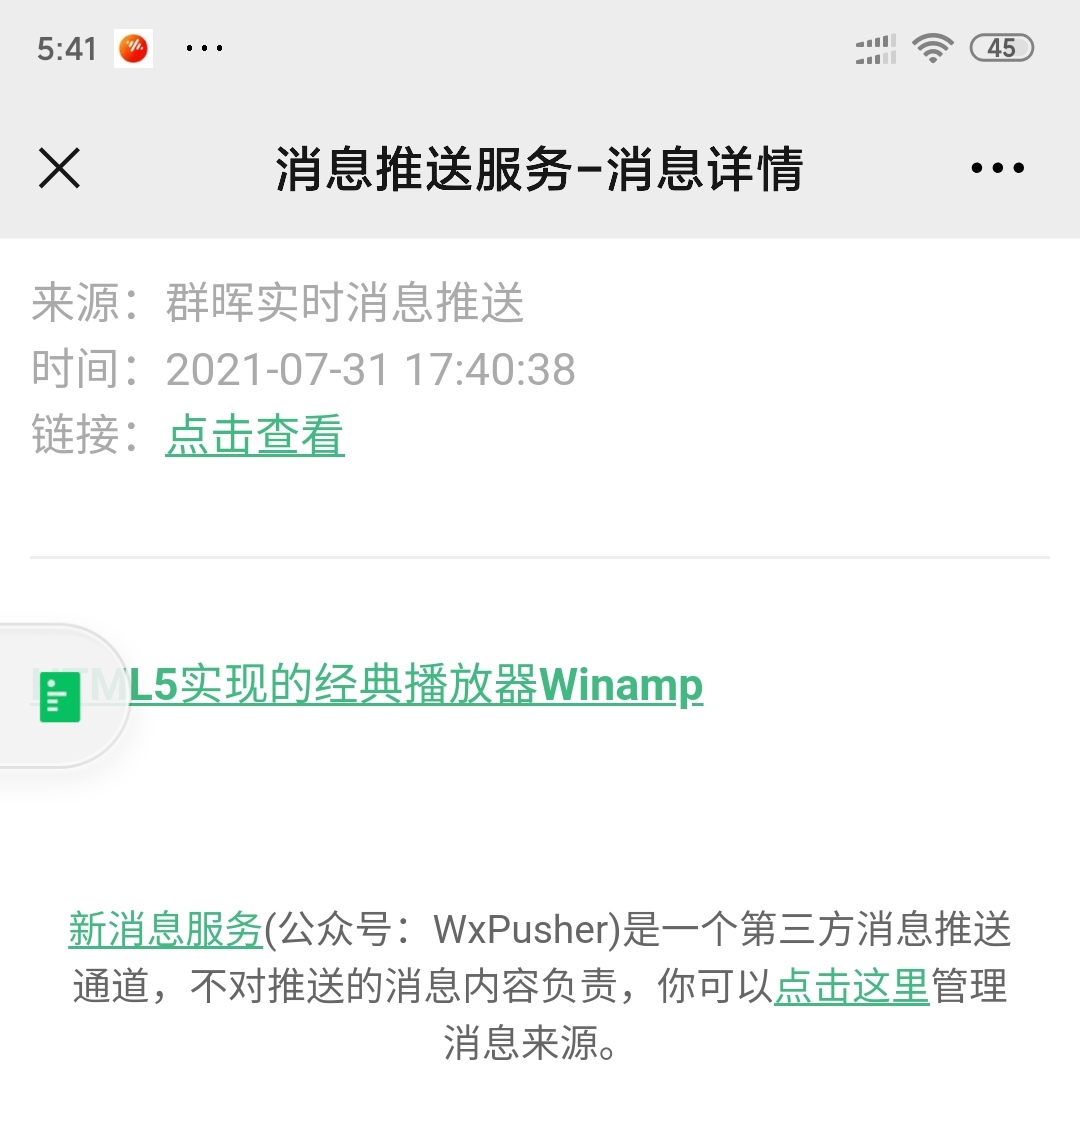 5:41
45
消息推送服务-消息详情
来源：群晖实时消息推送
时间：2021-07-31 17:40:38
链接：点击查看
HTML5实现的经典播放器Winamp
新消息服务(公众号：WxPusher)是一个第三方消息推送
通道，不对推送的消息内容负责，你可以点击这里管理
消息来源。